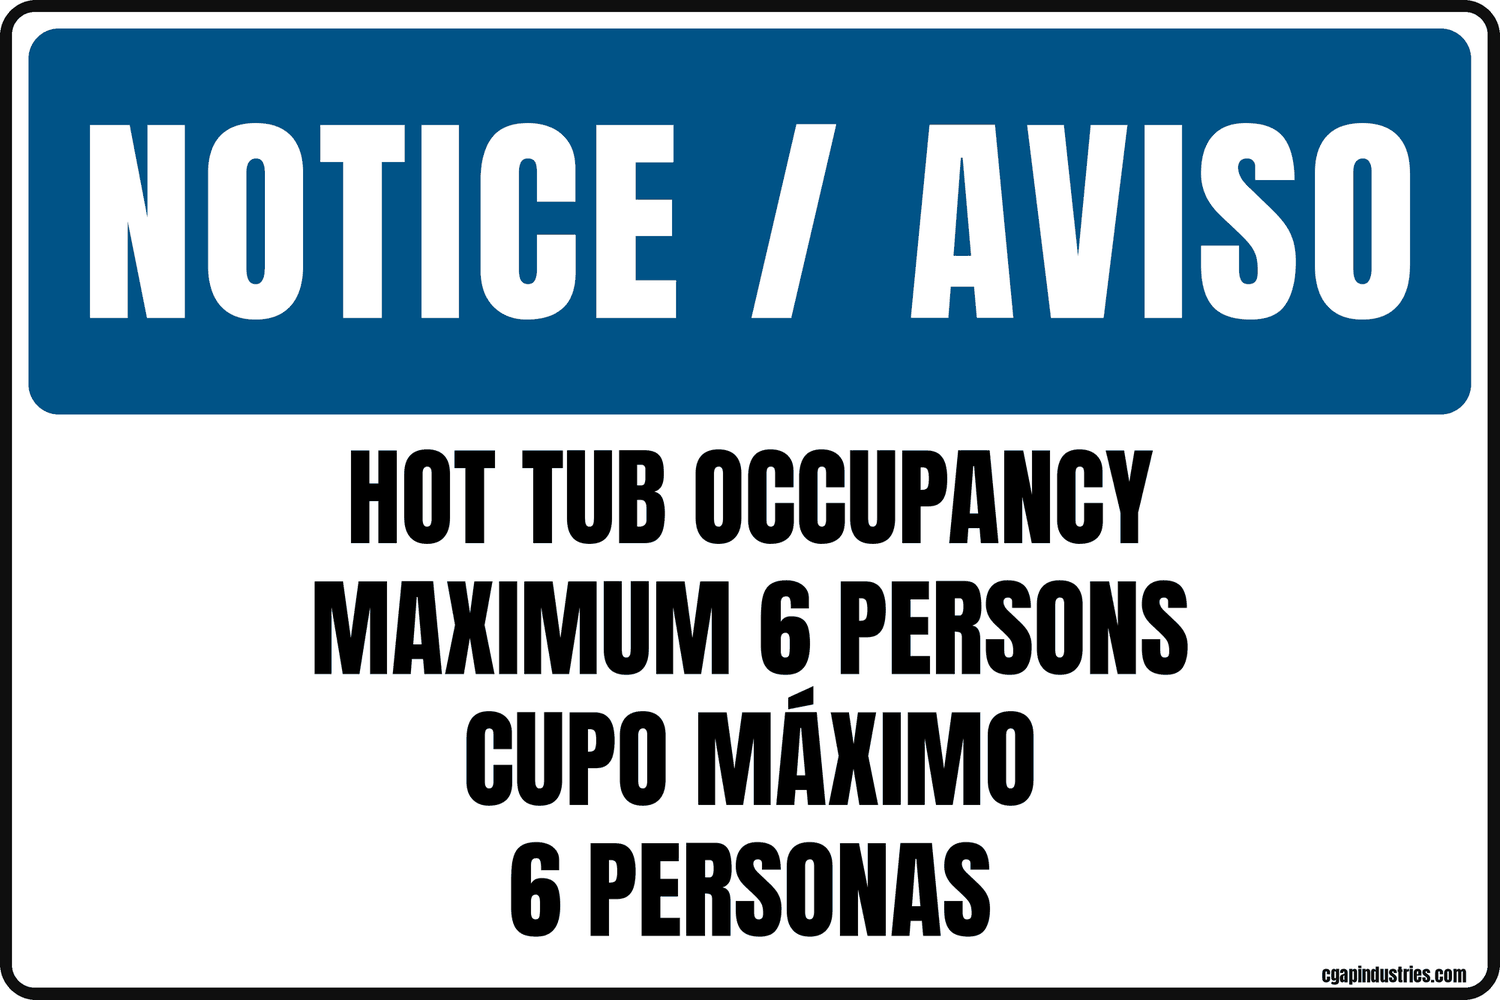 NOTICE / AVISO
HOT TUB OCCUPANCY
MAXIMUM 6 PERSONS
CUPO MÁXIMO
6 PERSONAS
cgapindustries.com